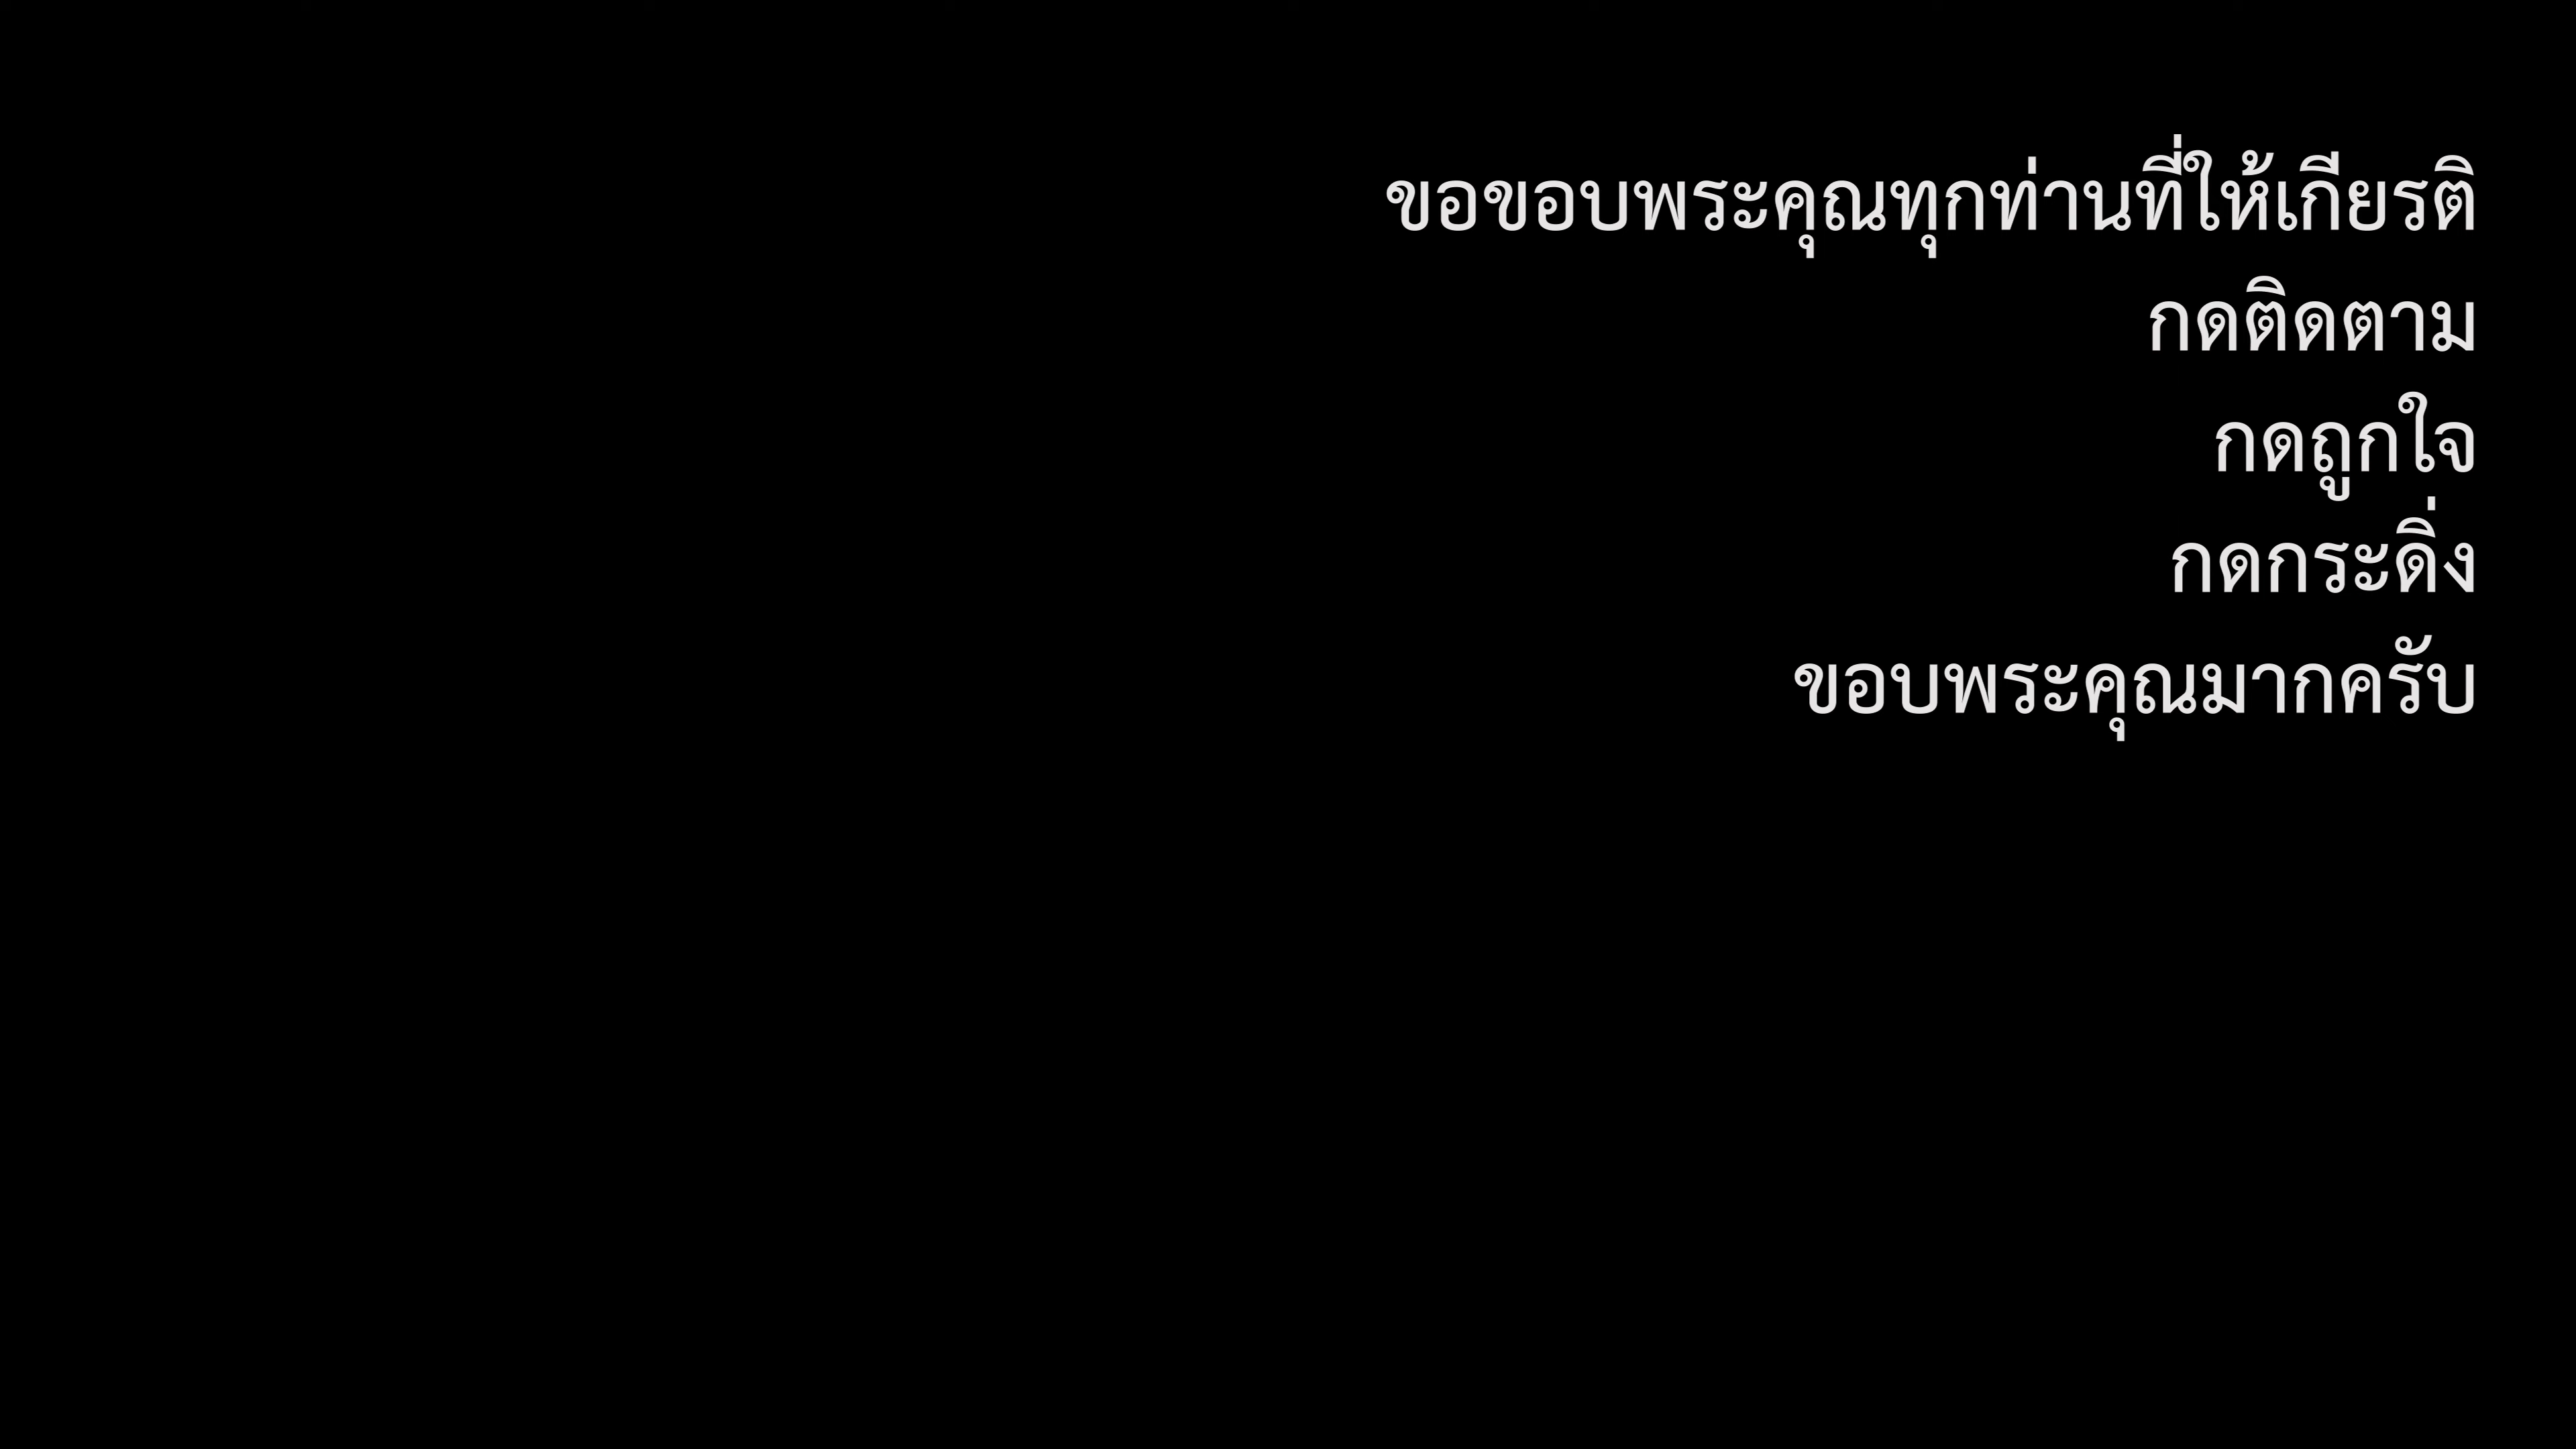 ขอขอบพระคุณทุกท่านที่ให้เกียรติ
กดติดตาม
กดถูกใจ
กดกระดิ่ง
ขอบพระคุณมากครับ